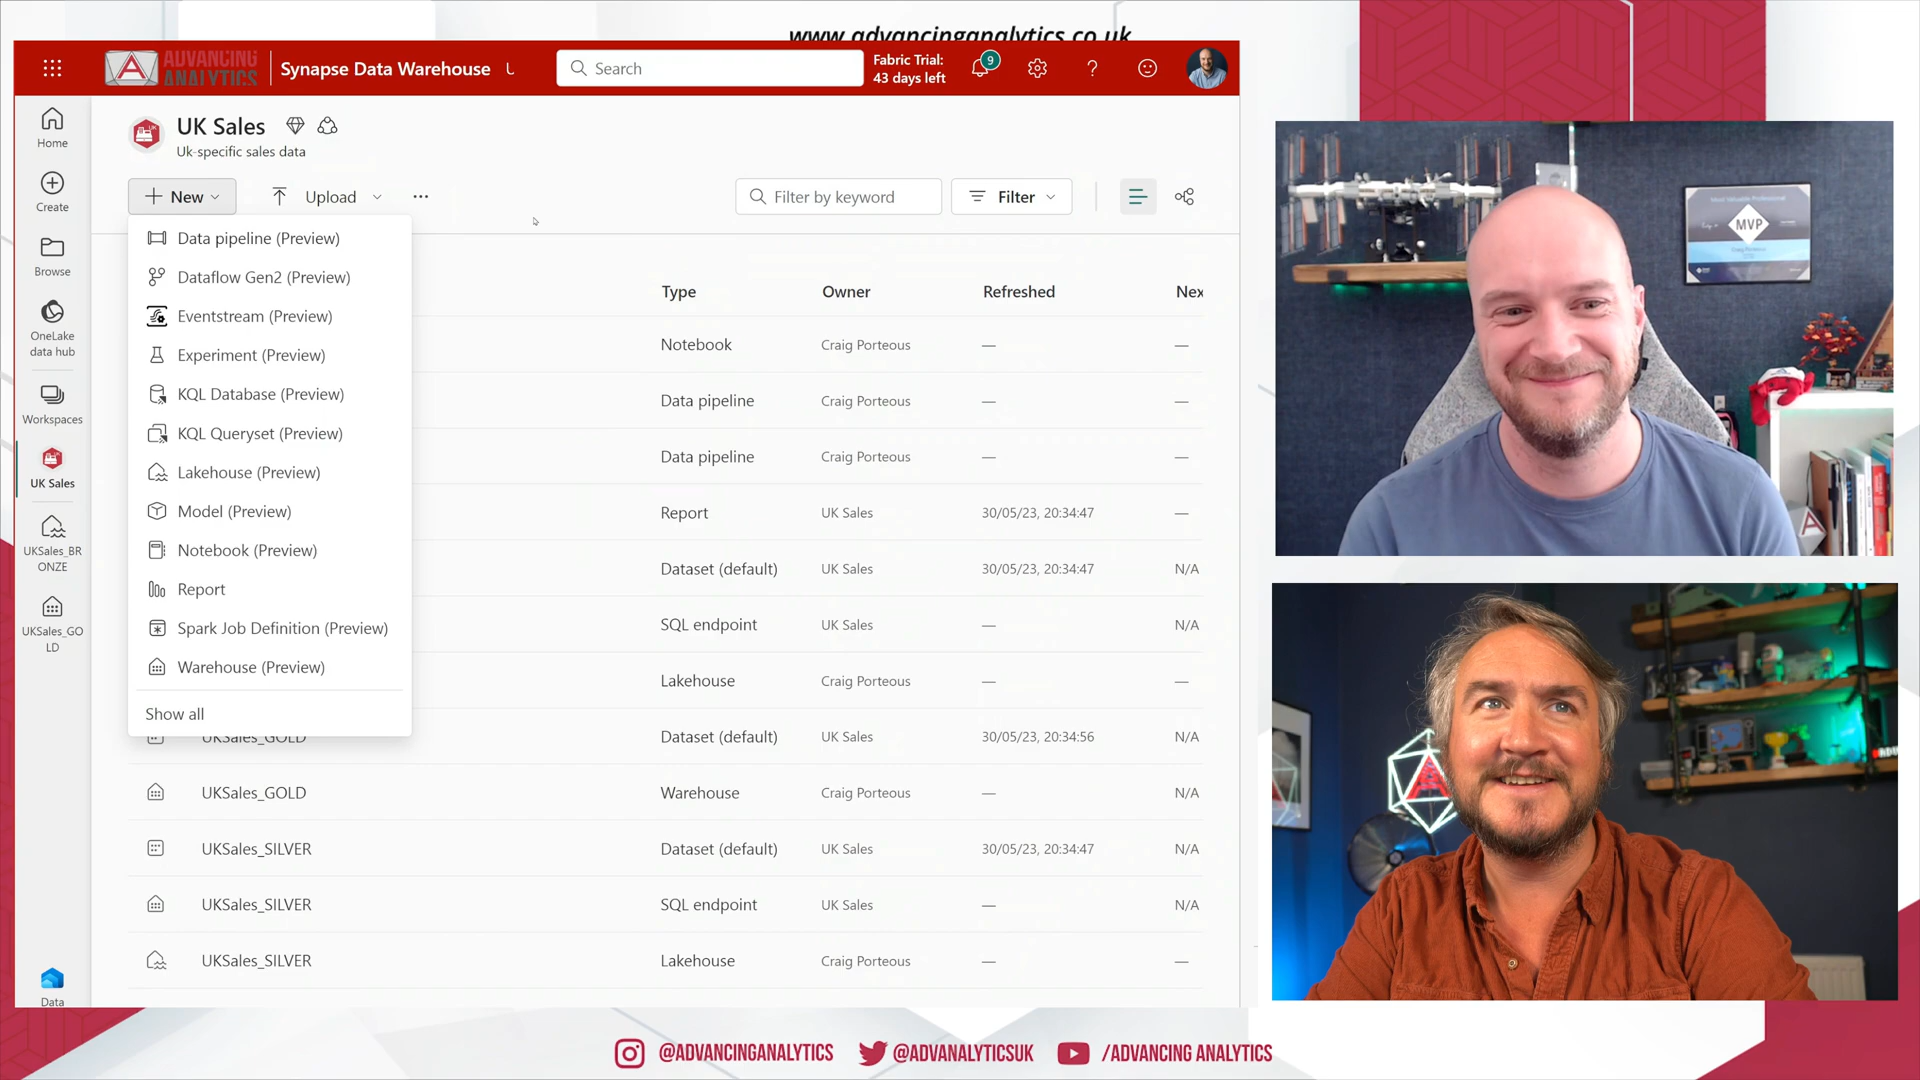 www.advancinganalytics.co.uk
ADVANCING
ANALYTICS
Synapse Data Warehouse
Search
Fabric Trial:
43 days left
9
Home
Create
Browse
OneLake
data hub
Workspaces
UK Sales
UKSales_BR
ONZE
UKSales_GO
LD
Data
UK Sales
Uk-specific sales data
New
Upload
Filter by keyword
Filter
Data pipeline (Preview)
Dataflow Gen2 (Preview)
Eventstream (Preview)
Experiment (Preview)
KQL Database (Preview)
KQL Queryset (Preview)
Lakehouse (Preview)
Model (Preview)
Notebook (Preview)
Report
Spark Job Definition (Preview)
Warehouse (Preview)
Show all
Type Owner Refreshed Nex
Notebook Craig Porteous — —
Data pipeline Craig Porteous — —
Data pipeline Craig Porteous — —
Report UK Sales 30/05/23, 20:34:47 —
Dataset (default) UK Sales 30/05/23, 20:34:47 N/A
SQL endpoint UK Sales — N/A
Lakehouse Craig Porteous — —
UKSales_GOLD Dataset (default) UK Sales 30/05/23, 20:34:56 N/A
UKSales_GOLD Warehouse Craig Porteous — N/A
UKSales_SILVER Dataset (default) UK Sales 30/05/23, 20:34:47 N/A
UKSales_SILVER SQL endpoint UK Sales — N/A
UKSales_SILVER Lakehouse Craig Porteous — —
MVP
@ADVANCINGANALYTICS
@ADVANALYTICSUK
/ADVANCING ANALYTICS